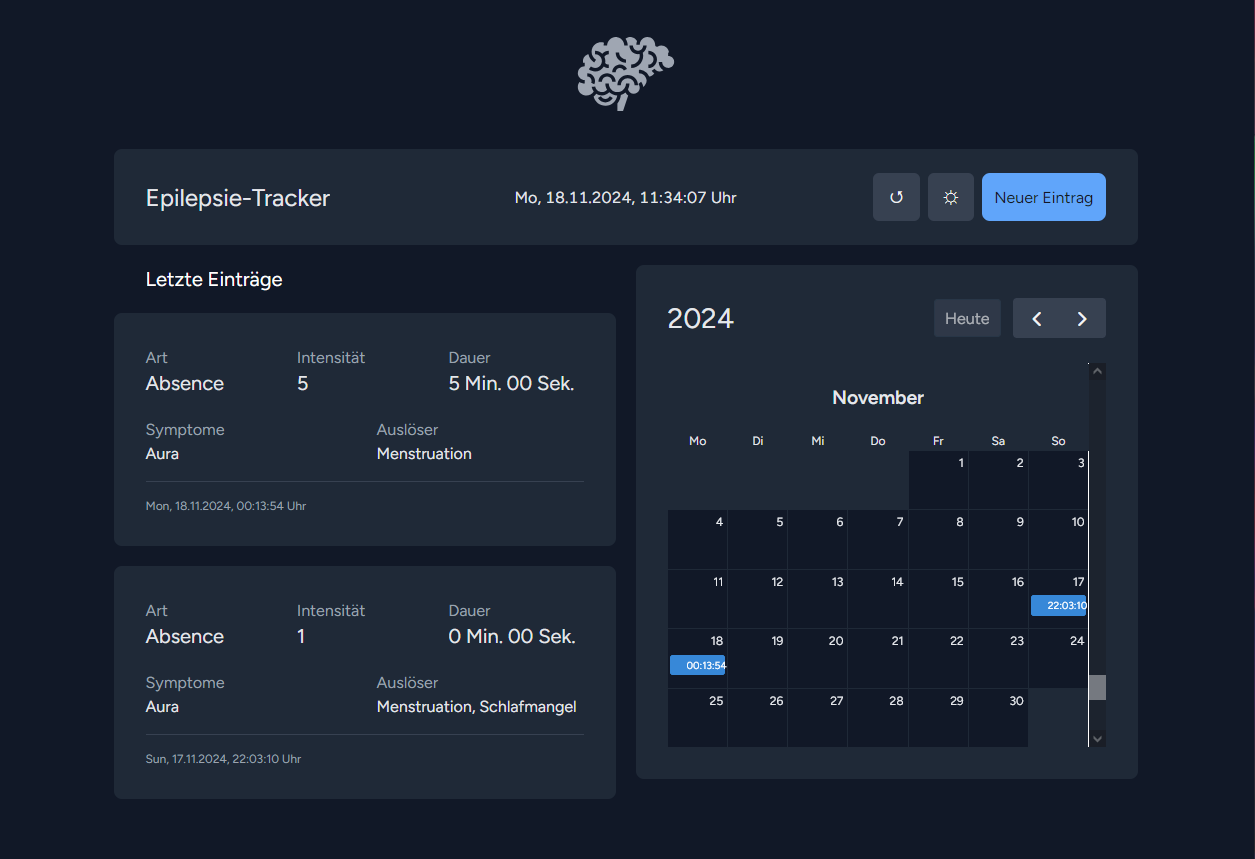 Epilepsie-Tracker
Mo, 18.11.2024, 11:34:07 Uhr
Neuer Eintrag
Letzte Einträge
Art Intensität Dauer
Absence 5 5 Min. 00 Sek.
Symptome Auslöser
Aura Menstruation
Mon, 18.11.2024, 00:13:54 Uhr
Art Intensität Dauer
Absence 1 0 Min. 00 Sek.
Symptome Auslöser
Aura Menstruation, Schlafmangel
Sun, 17.11.2024, 22:03:10 Uhr
2024 Heute
November
Mo Di Mi Do Fr Sa So
1 2 3
4 5 6 7 8 9 10
11 12 13 14 15 16 17
22:03:10
18 19 20 21 22 23 24
00:13:54
25 26 27 28 29 30